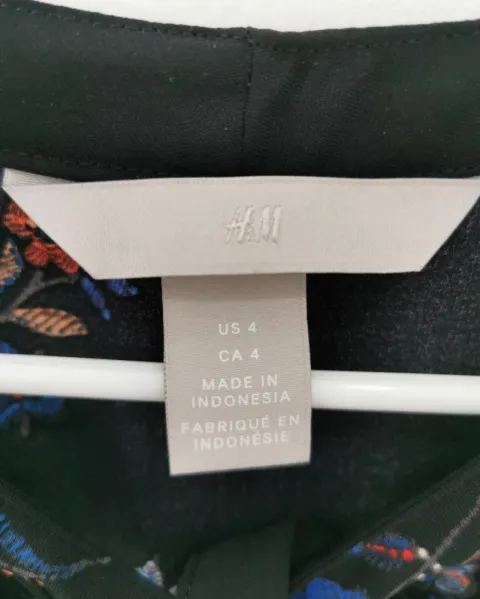 H&M
US 4
CA 4
MADE IN
INDONESIA
FABRIQUÉ EN
INDONÉSIE